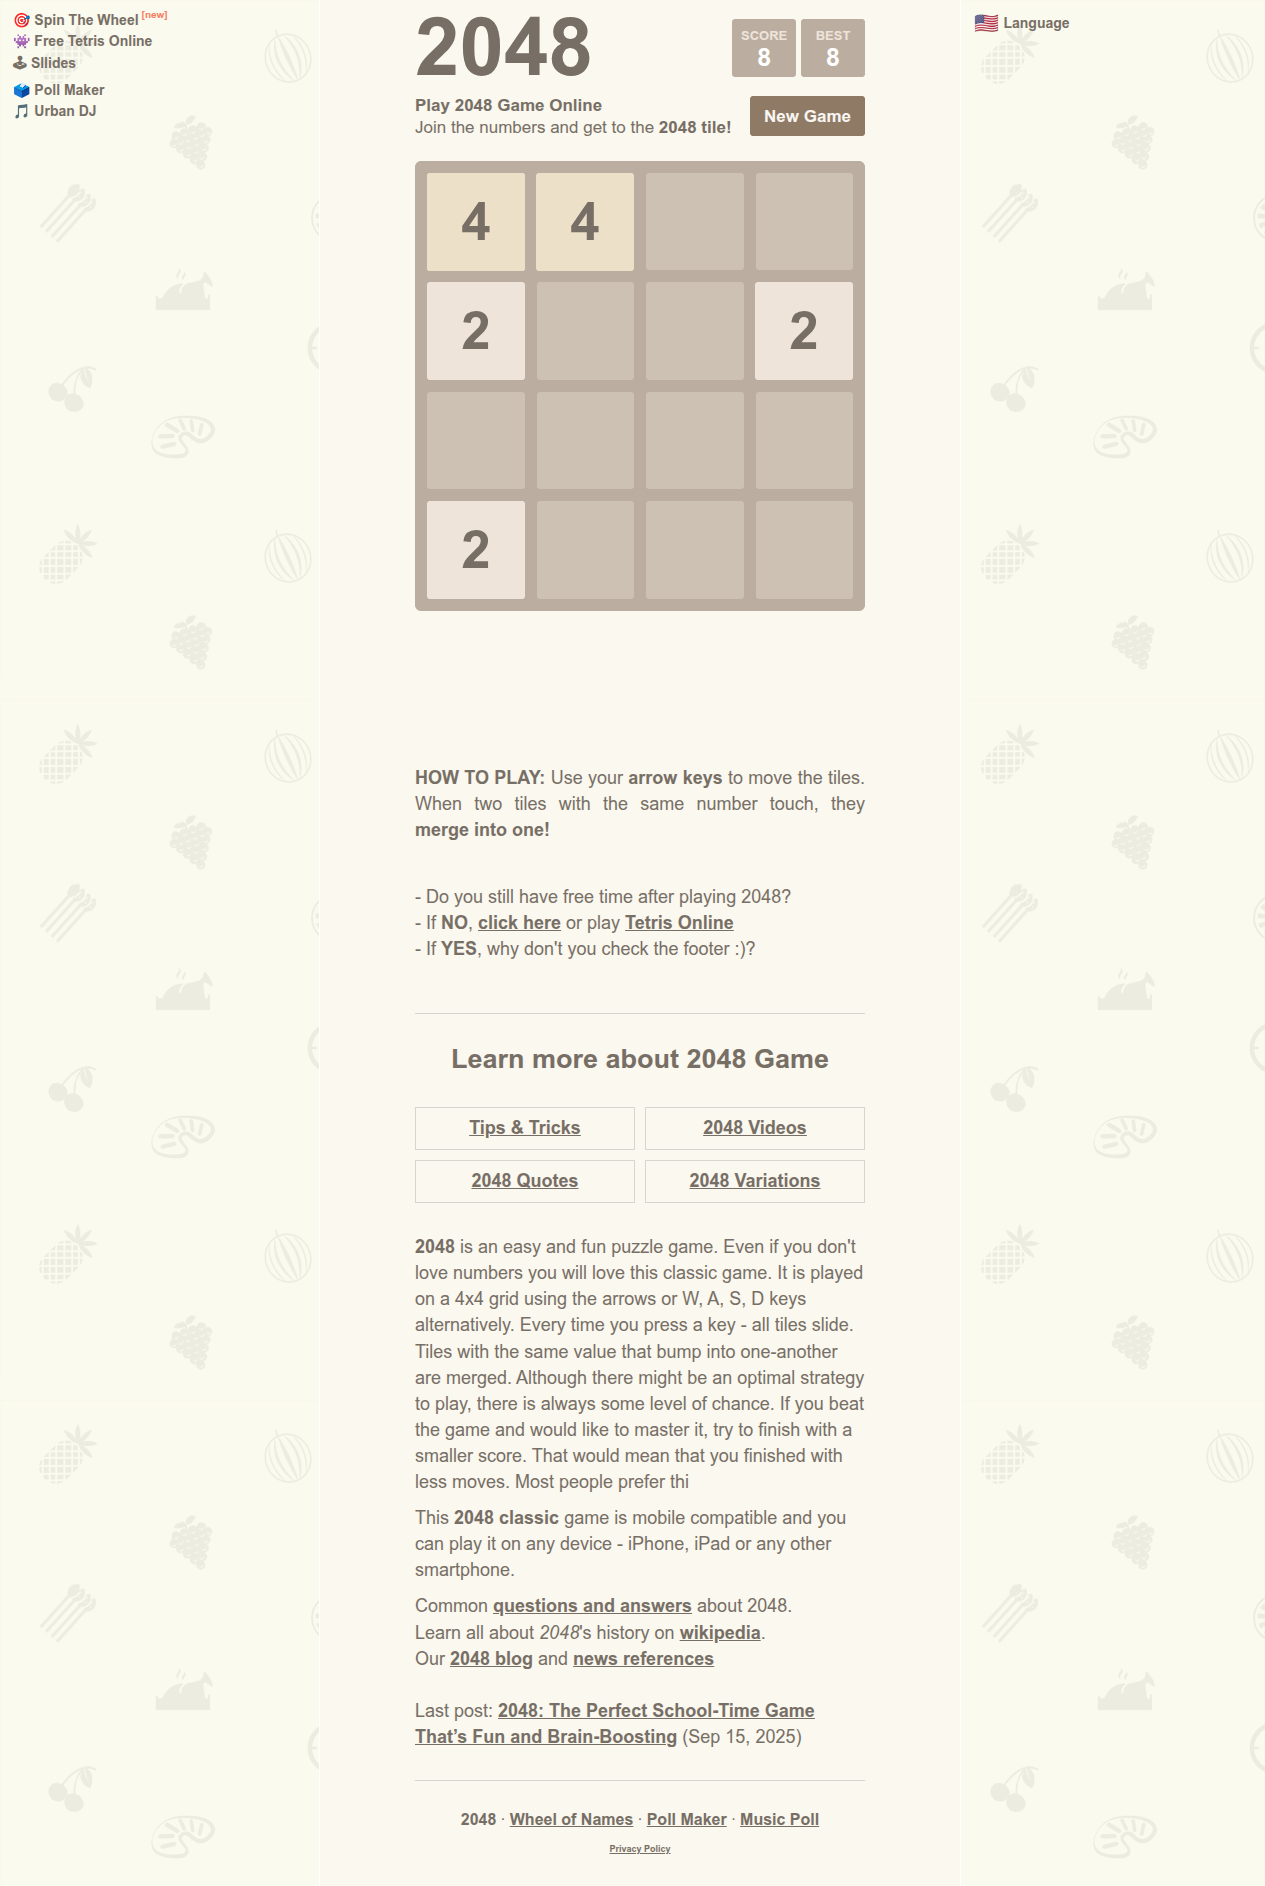 🎯 Spin The Wheel [new]
👾 Free Tetris Online
🕹 Sllides
🗳 Poll Maker
🎵 Urban DJ
🇺🇸 Language
2048
SCORE
8
BEST
8
Play 2048 Game Online
Join the numbers and get to the 2048 tile!
New Game
4 4
2 2
2
HOW TO PLAY: Use your arrow keys to move the tiles.
When two tiles with the same number touch, they
merge into one!
- Do you still have free time after playing 2048?
- If NO, click here or play Tetris Online
- If YES, why don't you check the footer :)?
Learn more about 2048 Game
Tips & Tricks
2048 Videos
2048 Quotes
2048 Variations
2048 is an easy and fun puzzle game. Even if you don't
love numbers you will love this classic game. It is played
on a 4x4 grid using the arrows or W, A, S, D keys
alternatively. Every time you press a key - all tiles slide.
Tiles with the same value that bump into one-another
are merged. Although there might be an optimal strategy
to play, there is always some level of chance. If you beat
the game and would like to master it, try to finish with a
smaller score. That would mean that you finished with
less moves. Most people prefer thi
This 2048 classic game is mobile compatible and you
can play it on any device - iPhone, iPad or any other
smartphone.
Common questions and answers about 2048.
Learn all about 2048's history on wikipedia.
Our 2048 blog and news references
Last post: 2048: The Perfect School-Time Game
That’s Fun and Brain-Boosting (Sep 15, 2025)
2048 · Wheel of Names · Poll Maker · Music Poll
Privacy Policy